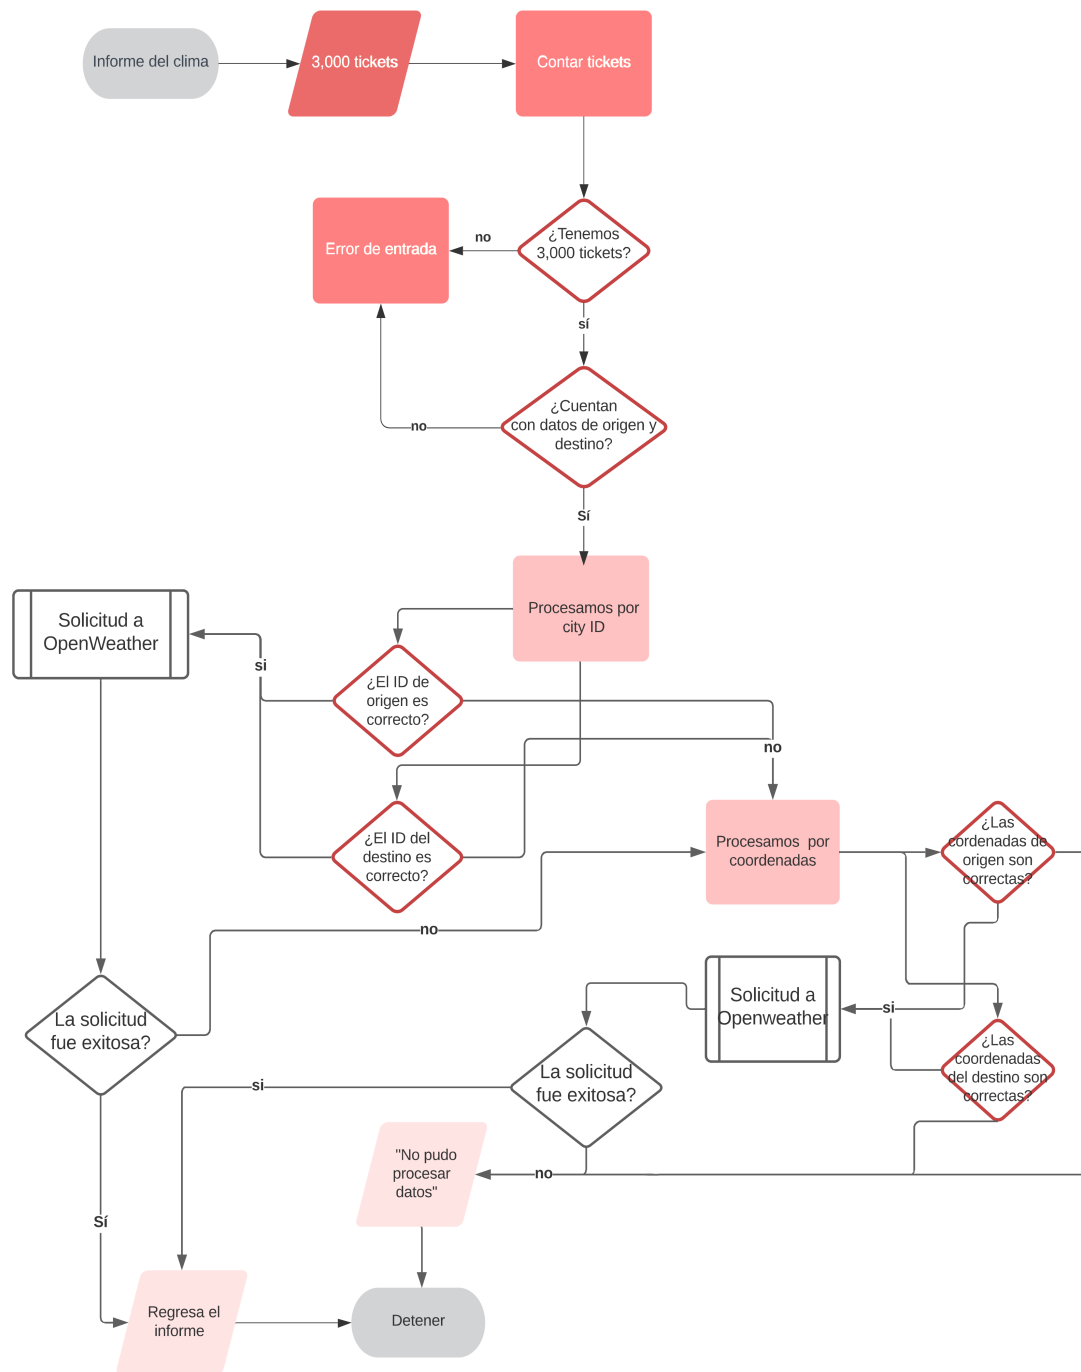 Informe del clima
3,000 tickets
Contar tickets
Error de entrada
no
¿Tenemos
3,000 tickets?
sí
¿Cuentan
con datos de origen y
destino?
no
Sí
Procesamos por
city ID
Solicitud a
OpenWeather
si
¿El ID de
origen es
correcto?
no
¿El ID del
destino es
correcto?
Procesamos  por
coordenadas
¿Las
cordenadas de
origen son
correctas?
no
Solicitud a
Openweather
si
La solicitud
fue exitosa?
¿Las
coordenadas
del destino son
correctas?
La solicitud
fue exitosa?
si
"No pudo
procesar
datos"
no
Sí
Regresa el
informe
Detener